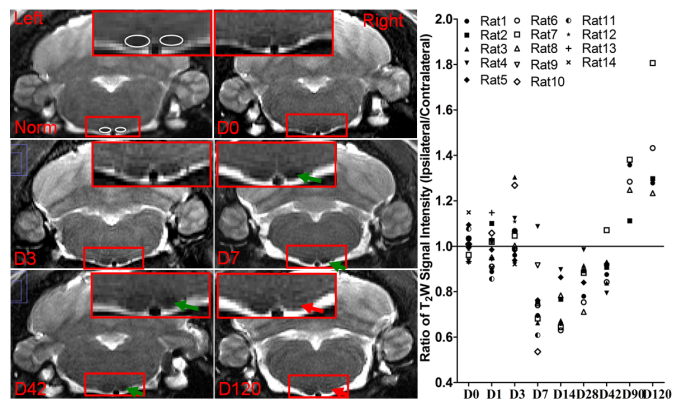 Left
Right
Norm
D0
D3
D7
D42
D120
Ratio of T₂W Signal Intensity (Ipsilateral/Contralateral)
2.0
1.8
1.6
1.4
1.2
1.0
0.8
0.6
0.4
Rat1
Rat2
Rat3
Rat4
Rat5
Rat6
Rat7
Rat8
Rat9
Rat10
Rat11
Rat12
Rat13
Rat14
D0 D1 D3 D7 D14 D28 D42 D90 D120